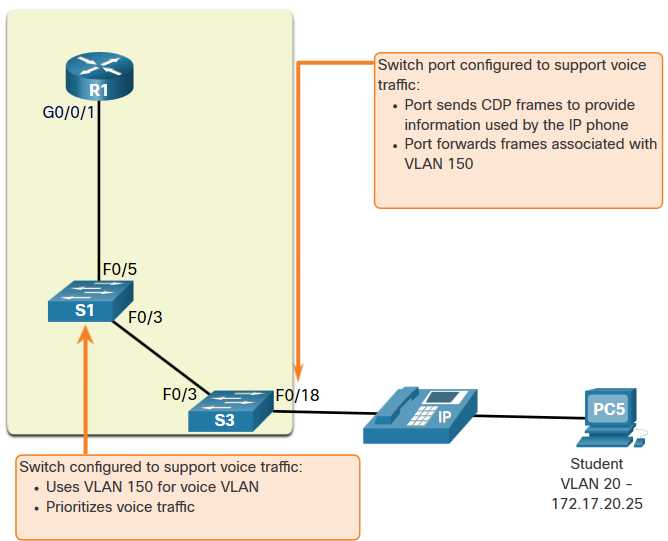 R1
G0/0/1
Switch port configured to support voice
traffic:
• Port sends CDP frames to provide
information used by the IP phone
• Port forwards frames associated with
VLAN 150
F0/5
S1
F0/3
F0/3
F0/18
S3
IP
PC5
Student
VLAN 20 –
172.17.20.25
Switch configured to support voice traffic:
• Uses VLAN 150 for voice VLAN
• Prioritizes voice traffic